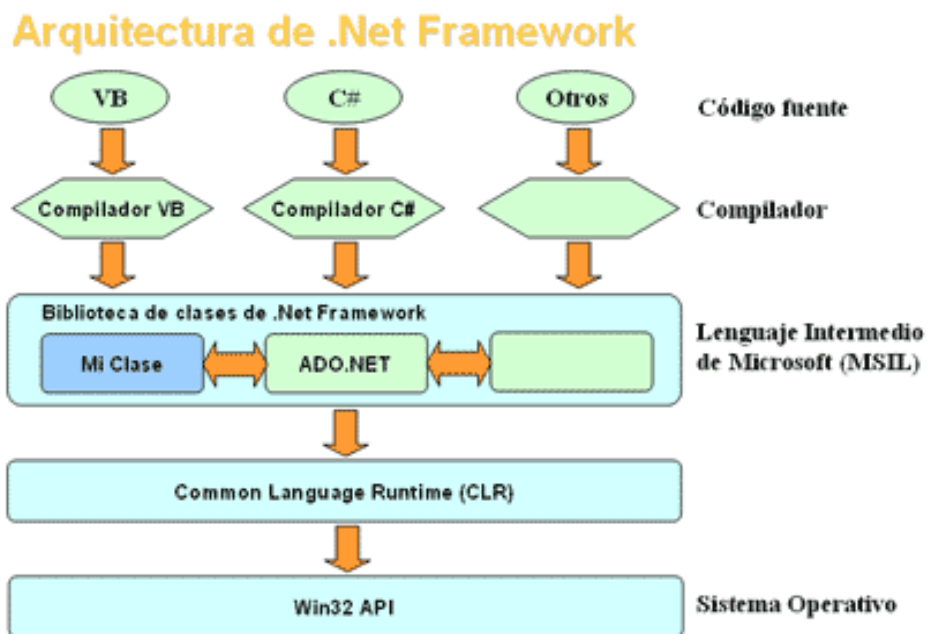 Arquitectura de .Net Framework
VB
C#
Otros
Código fuente
Compilador VB
Compilador C#
Compilador
Biblioteca de clases de .Net Framework
Mi Clase
ADO.NET
Lenguaje Intermedio
de Microsoft (MSIL)
Common Language Runtime (CLR)
Win32 API
Sistema Operativo